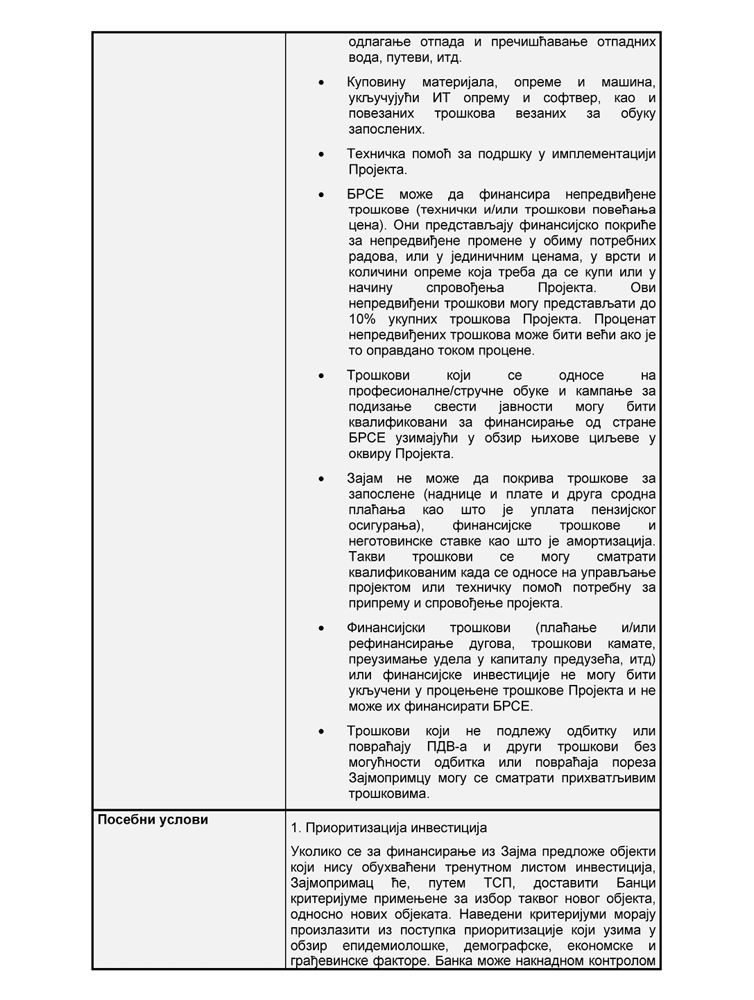 одлагање отпада и пречишћавање отпадних
вода, путеви, итд.
• Куповину материјала, опреме и машина,
укључујући ИТ опрему и софтвер, као и
повезаних трошкова везаних за обуку
запослених.
• Техничка помоћ за подршку у имплементацији
Пројекта.
• БРСЕ може да финансира непредвиђене
трошкове (технички и/или трошкови повећања
цена). Они представљају финансијско покриће
за непредвиђене промене у обиму потребних
радова, или у јединичним ценама, у врсти и
количини опреме која треба да се купи или у
начину спровођења Пројекта. Ови
непредвиђени трошкови могу представљати до
10% укупних трошкова Пројекта. Проценат
непредвиђених трошкова може бити већи ако је
то оправдано током процене.
• Трошкови који се односе на
професионалне/стручне обуке и кампање за
подизање свести јавности могу бити
квалификовани за финансирање од стране
БРСЕ узимајући у обзир њихове циљеве у
оквиру Пројекта.
• Зајам не може да покрива трошкове за
запослене (наднице и плате и друга сродна
плаћања као што је уплата пензијског
осигурања), финансијске трошкове и
неготовинске ставке као што је амортизација.
Такви трошкови се могу сматрати
квалификованим када се односе на управљање
пројектом или техничку помоћ потребну за
припрему и спровођење пројекта.
• Финансијски трошкови (плаћање и/или
рефинансирање дугова, трошкови камате,
преузимање удела у капиталу предузећа, итд)
или финансијске инвестиције не могу бити
укључени у процењене трошкове Пројекта и не
може их финансирати БРСЕ.
• Трошкови који не подлежу одбитку или
повраћају ПДВ-а и други трошкови без
могућности одбитка или повраћаја пореза
Зајмопримцу могу се сматрати прихватљивим
трошковима.
Посебни услови
1. Приоритизација инвестиција
Уколико се за финансирање из Зајма предложе објекти
који нису обухваћени тренутном листом инвестиција,
Зајмопримац ће, путем ТСП, доставити Банци
критеријуме примењене за избор таквог новог објекта,
односно нових објеката. Наведени критеријуми морају
произлазити из поступка приоритизације који узима у
обзир епидемиолошке, демографске, економске и
грађевинске факторе. Банка може накнадном контролом